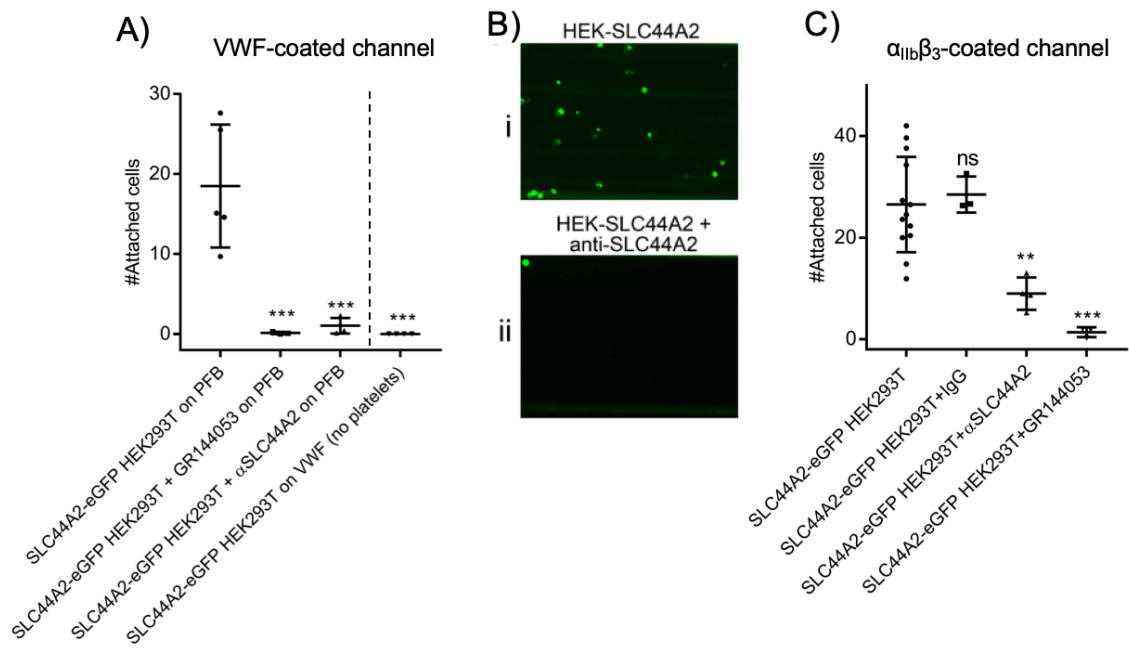 A)
VWF-coated channel
#Attached cells
30
20
10
0
***
***
***
SLC44A2-eGFP HEK293T on PFB
SLC44A2-eGFP HEK293T + GR144053 on PFB
SLC44A2-eGFP HEK293T + αSLC44A2 on PFB
SLC44A2-eGFP HEK293T on VWF (no platelets)
B)
HEK-SLC44A2
i
HEK-SLC44A2 +
anti-SLC44A2
ii
C)
αIIbβ3-coated channel
#Attached cells
40
20
0
ns
**
***
SLC44A2-eGFP HEK293T
SLC44A2-eGFP HEK293T+IgG
SLC44A2-eGFP HEK293T+αSLC44A2
SLC44A2-eGFP HEK293T+GR144053